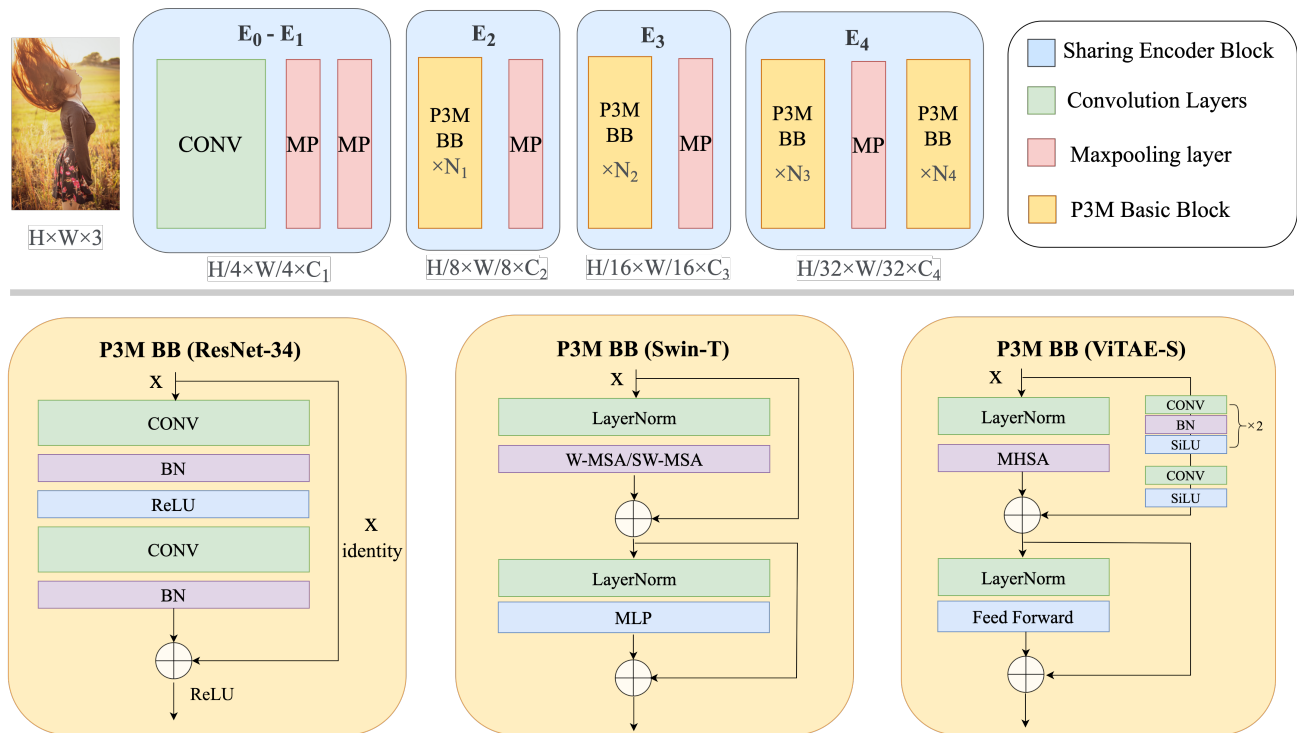 E₀ - E₁
CONV
MP
MP
H×W×3
H/4×W/4×C₁
E₂
P3M
BB
×N₁
MP
H/8×W/8×C₂
E₃
P3M
BB
×N₂
MP
H/16×W/16×C₃
E₄
P3M
BB
×N₃
MP
P3M
BB
×N₄
H/32×W/32×C₄
Sharing Encoder Block
Convolution Layers
Maxpooling layer
P3M Basic Block
P3M BB (ResNet-34)
X
CONV
BN
ReLU
CONV
BN
X
identity
ReLU
P3M BB (Swin-T)
X
LayerNorm
W-MSA/SW-MSA
LayerNorm
MLP
P3M BB (ViTAE-S)
X
LayerNorm
MHSA
CONV
BN
SiLU
×2
CONV
SiLU
LayerNorm
Feed Forward